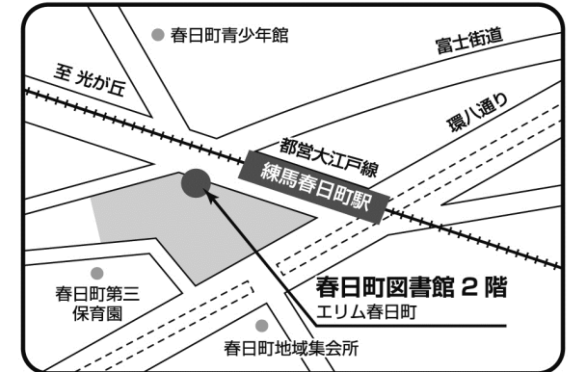 春日町青少年館
富士街道
至 光が丘
環八通り
都営大江戸線
練馬春日町駅
春日町図書館 2 階
エリム春日町
春日町第三
保育園
春日町地域集会所